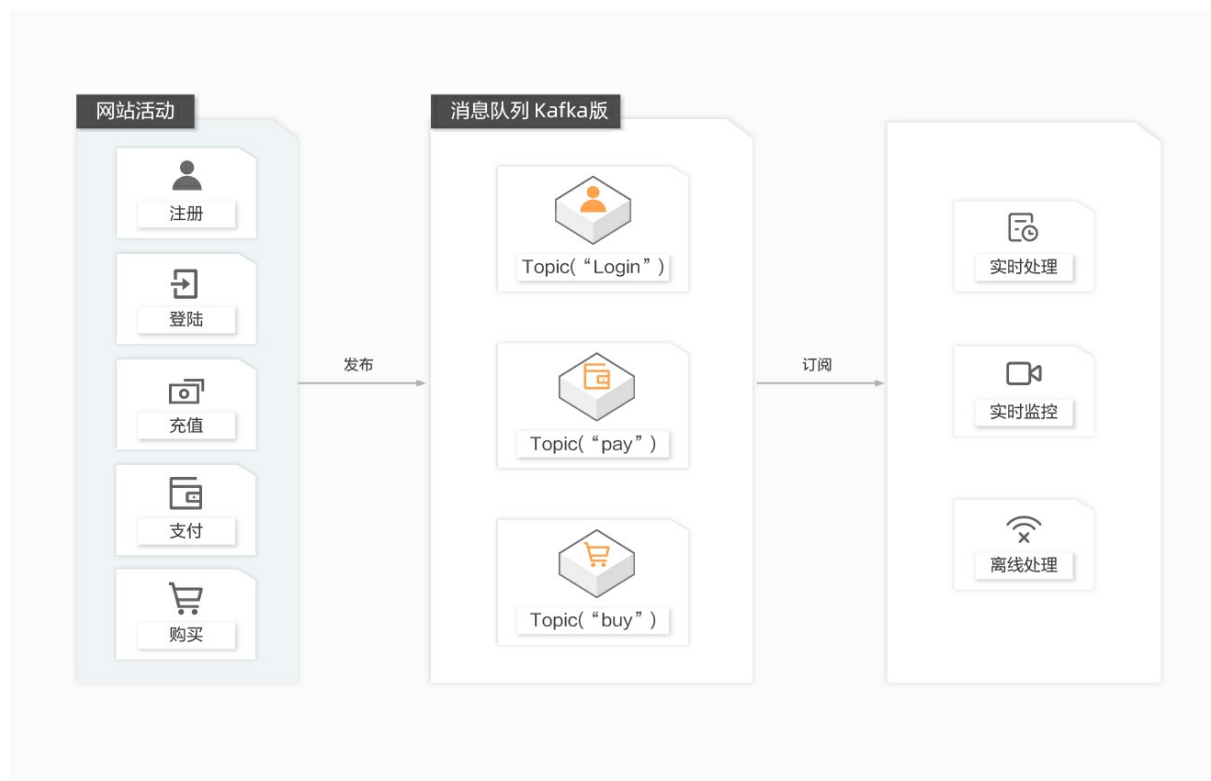 网站活动
注册
登陆
充值
支付
购买
发布
消息队列 Kafka版
Topic(“Login”)
Topic(“pay”)
Topic(“buy”)
订阅
实时处理
实时监控
离线处理